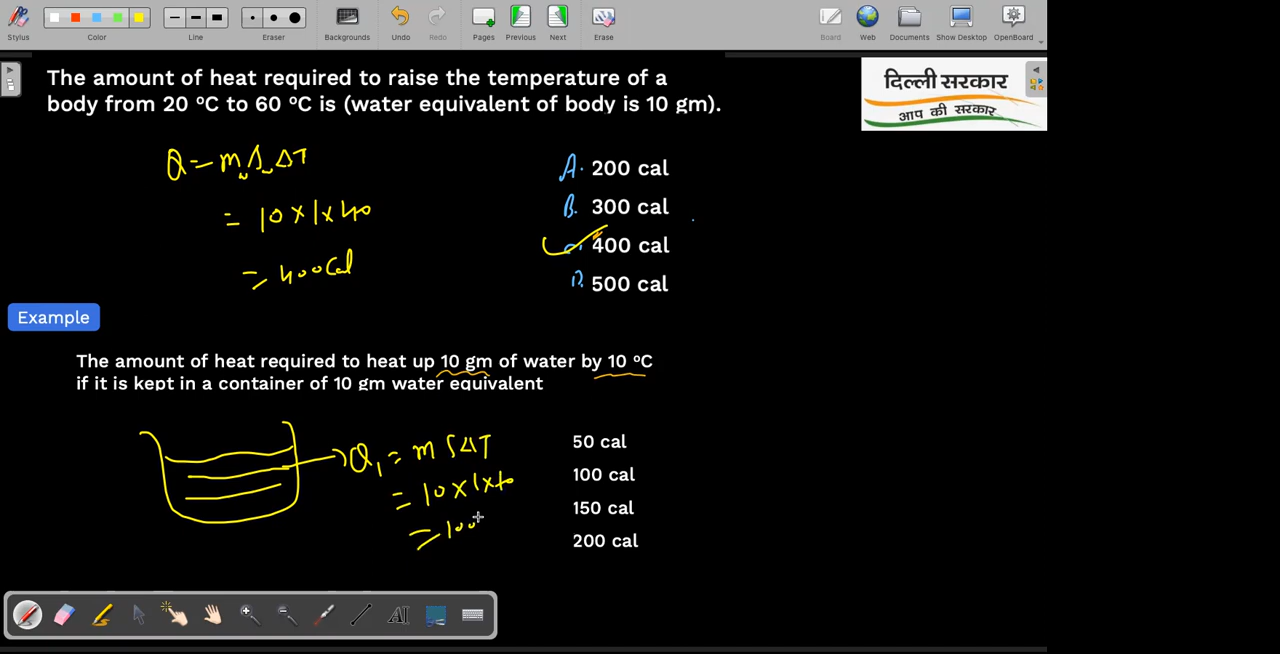 Stylus Color Line Eraser Backgrounds Undo Redo Pages Previous Next Erase Board Web Documents Show Desktop OpenBoard
The amount of heat required to raise the temperature of a
body from 20 ºC to 60 ºC is (water equivalent of body is 10 gm).
दिल्ली सरकार
आप की सरकार
Q = m_w S_w ΔT
= 10 x 1 x 40
= 400 Cal
A. 200 cal
B. 300 cal
400 cal
D. 500 cal
Example
The amount of heat required to heat up 10 gm of water by 10 ºC
if it is kept in a container of 10 gm water equivalent
Q1 = m S ΔT
= 10 x 1 x 10
= 100
50 cal
100 cal
150 cal
200 cal
AI